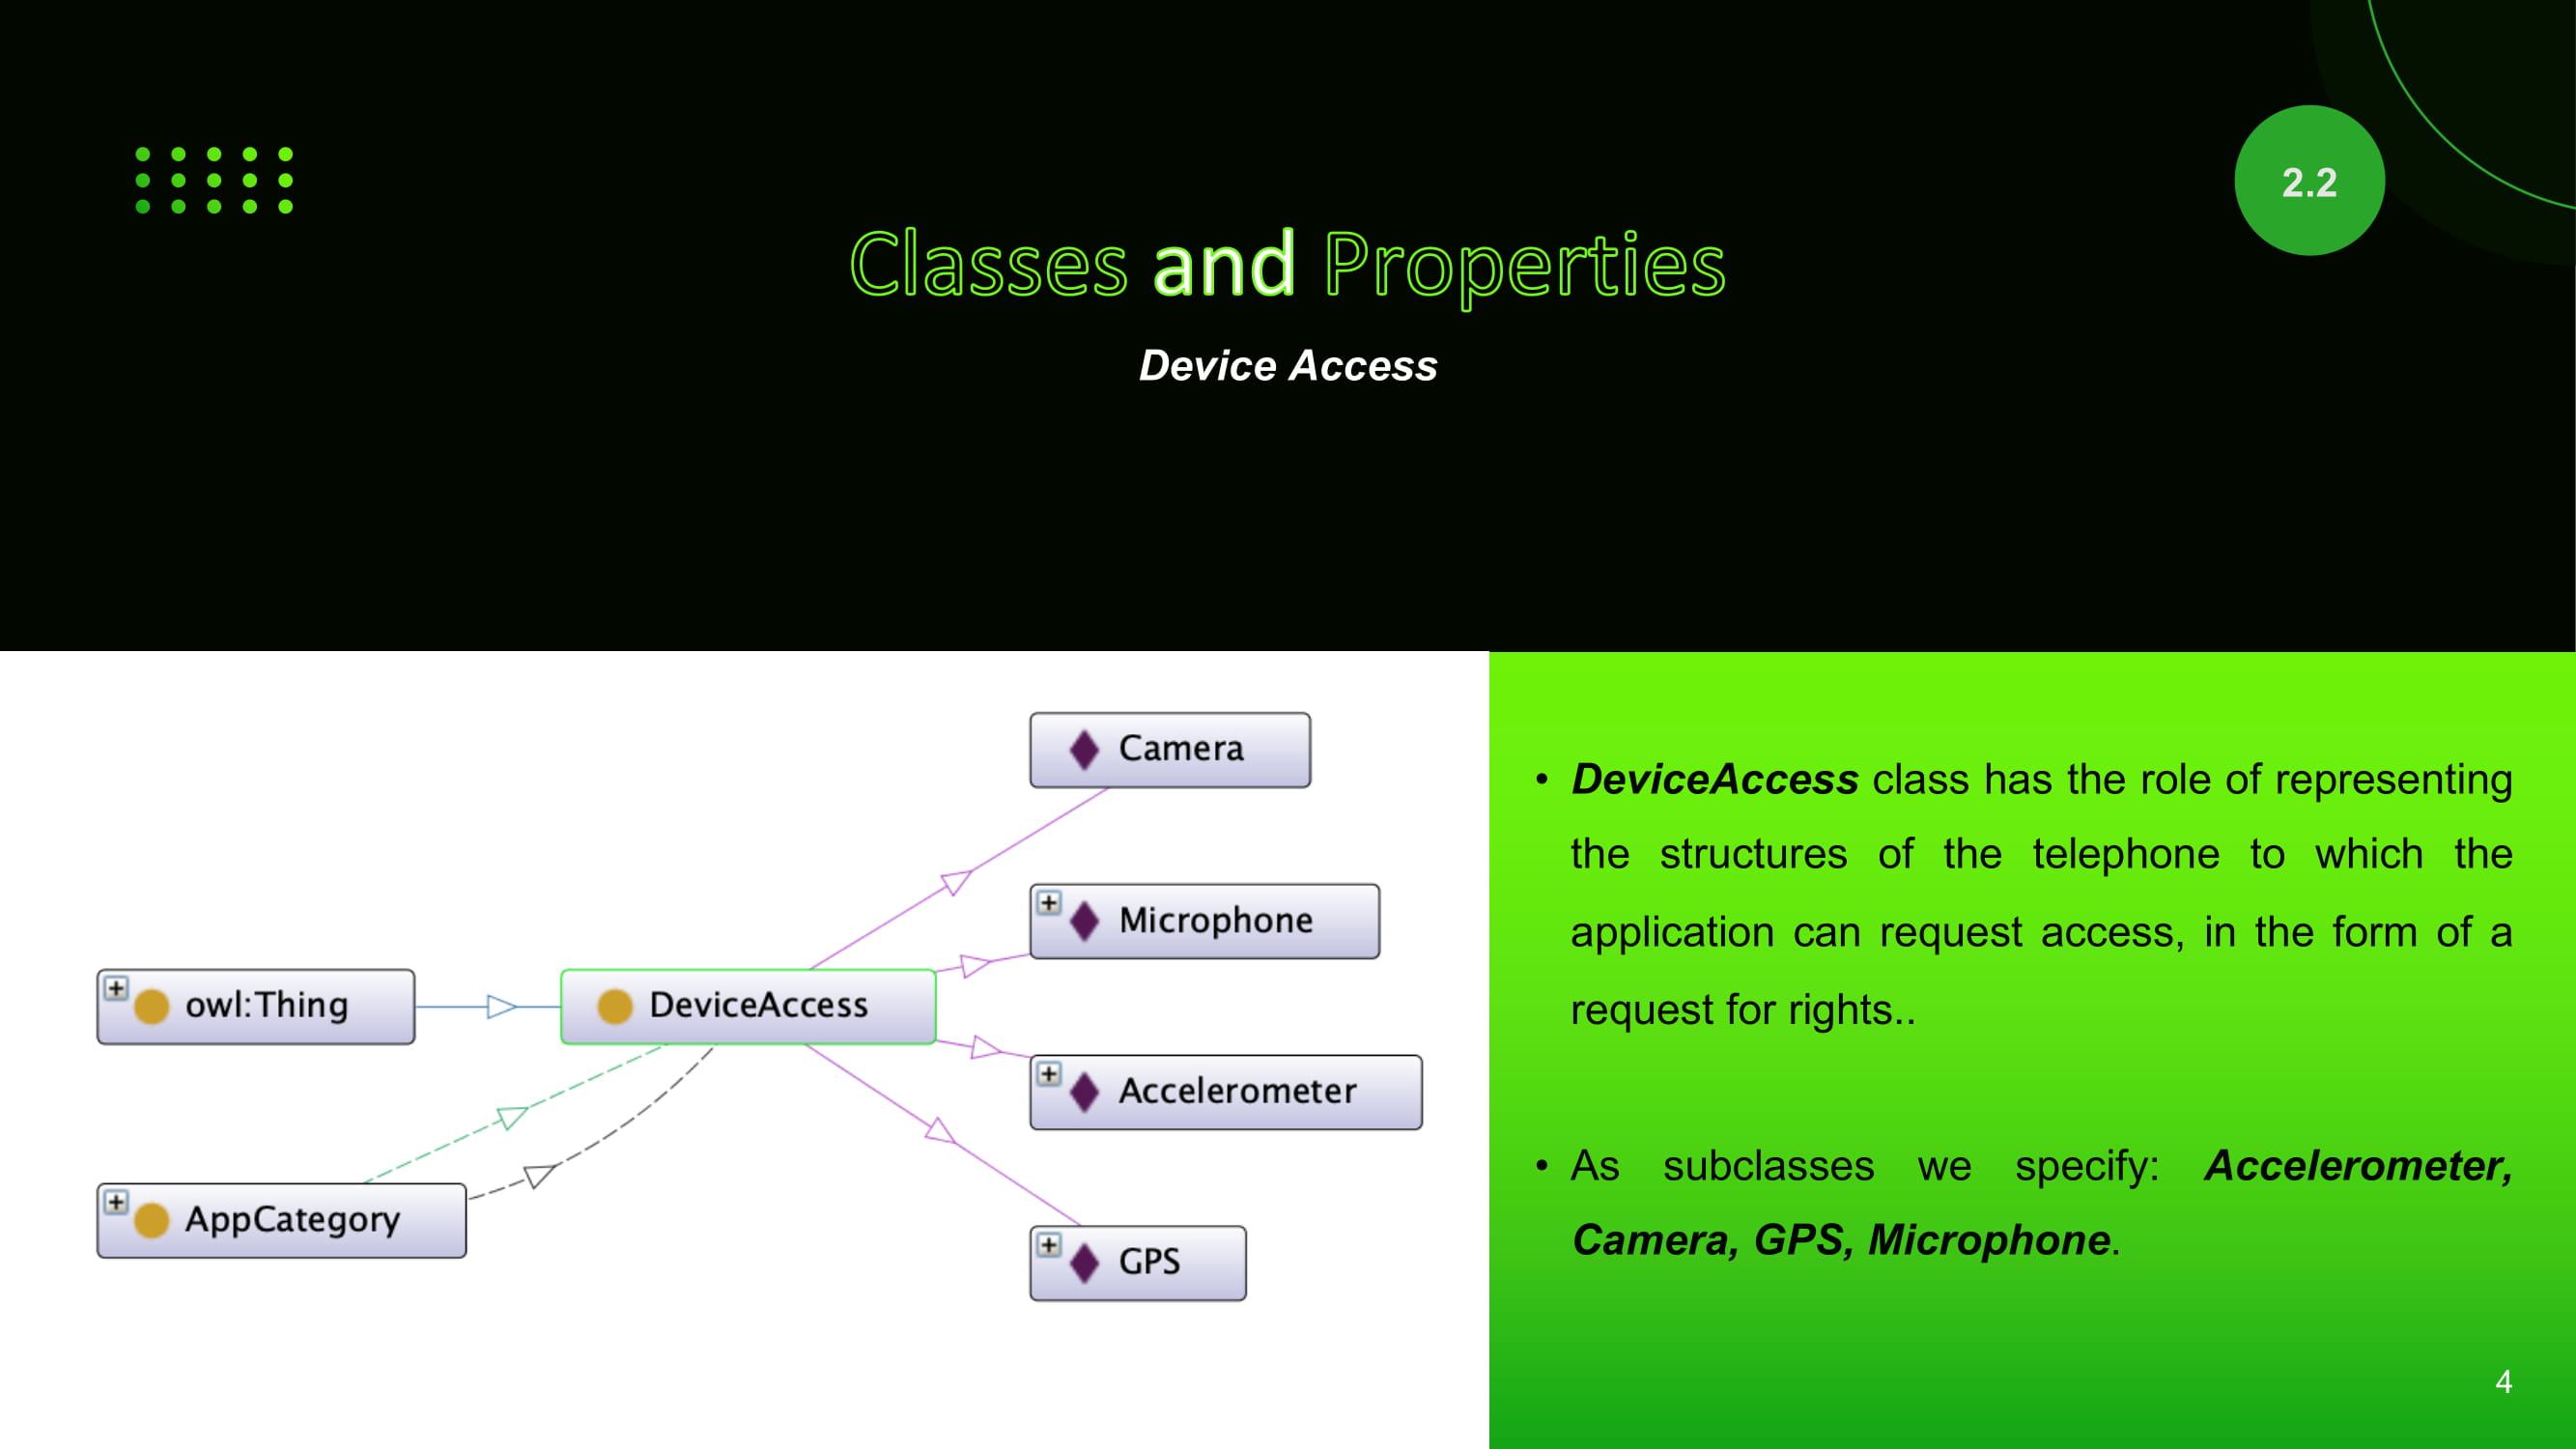 2.2
Classes and Properties
Device Access
Camera
Microphone
owl:Thing
DeviceAccess
Accelerometer
AppCategory
GPS
• DeviceAccess class has the role of representing
the structures of the telephone to which the
application can request access, in the form of a
request for rights..
• As subclasses we specify: Accelerometer,
Camera, GPS, Microphone.
4